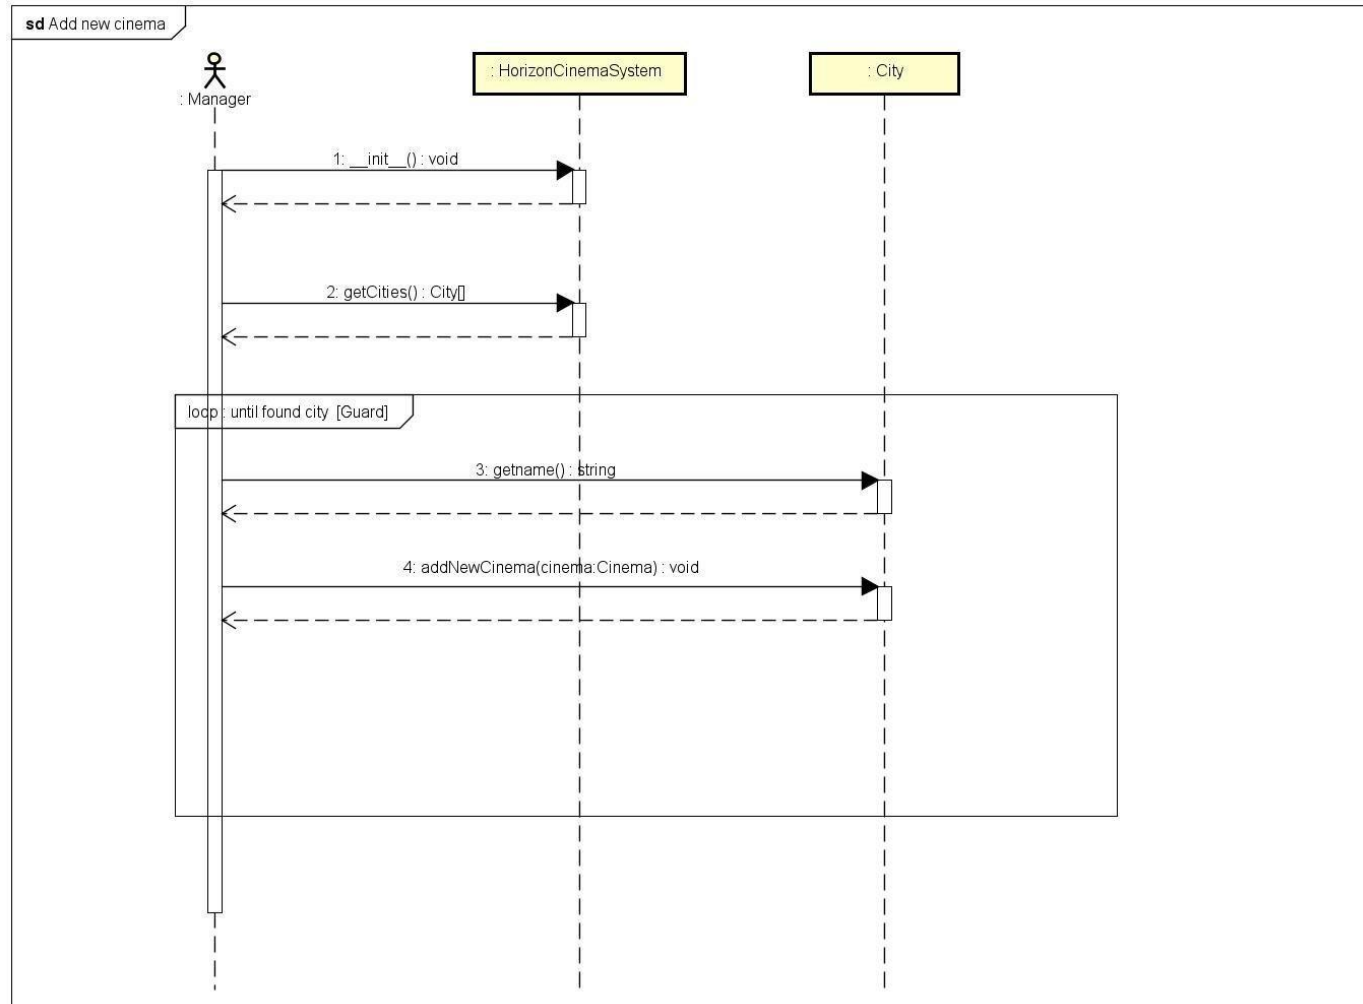 sd Add new cinema
: Manager
: HorizonCinemaSystem
: City
1: __init__() : void
2: getCities() : City[]
loop : until found city [Guard]
3: getname() : string
4: addNewCinema(cinema:Cinema) : void